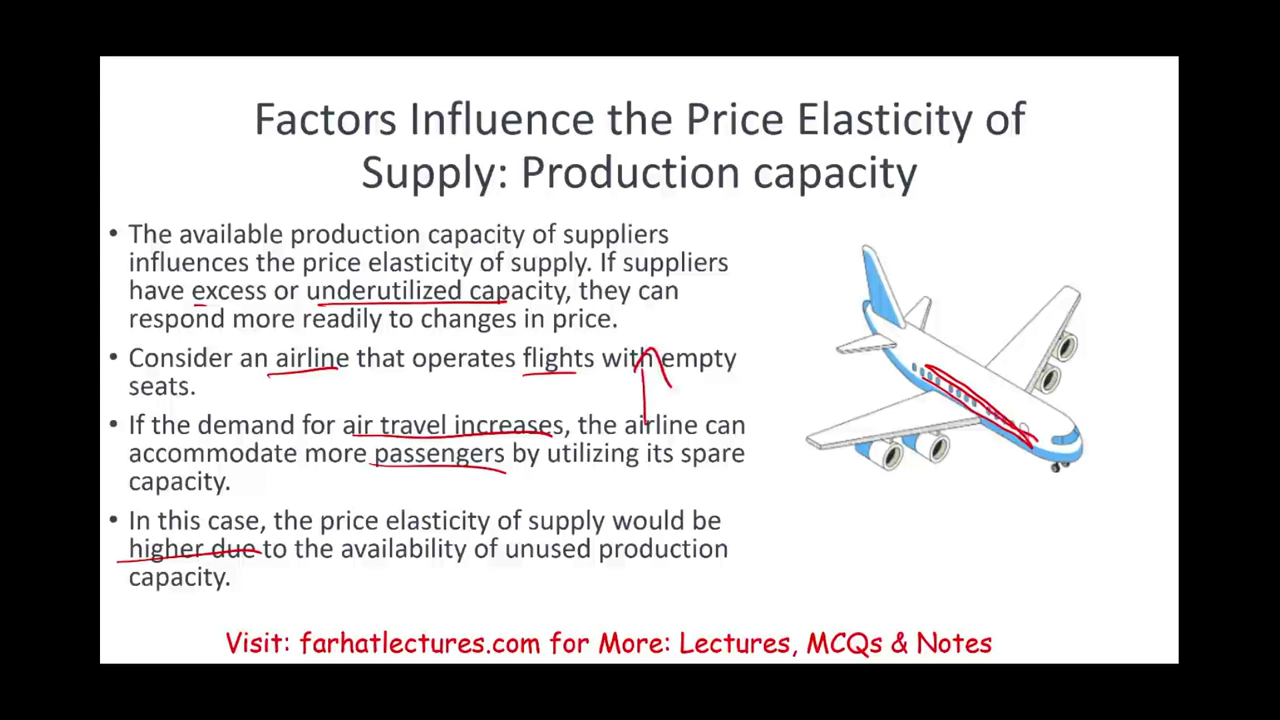 Factors Influence the Price Elasticity of
Supply: Production capacity
• The available production capacity of suppliers
influences the price elasticity of supply. If suppliers
have excess or underutilized capacity, they can
respond more readily to changes in price.
• Consider an airline that operates flights with empty
seats.
• If the demand for air travel increases, the airline can
accommodate more passengers by utilizing its spare
capacity.
• In this case, the price elasticity of supply would be
higher due to the availability of unused production
capacity.
Visit: farhatlectures.com for More: Lectures, MCQs & Notes